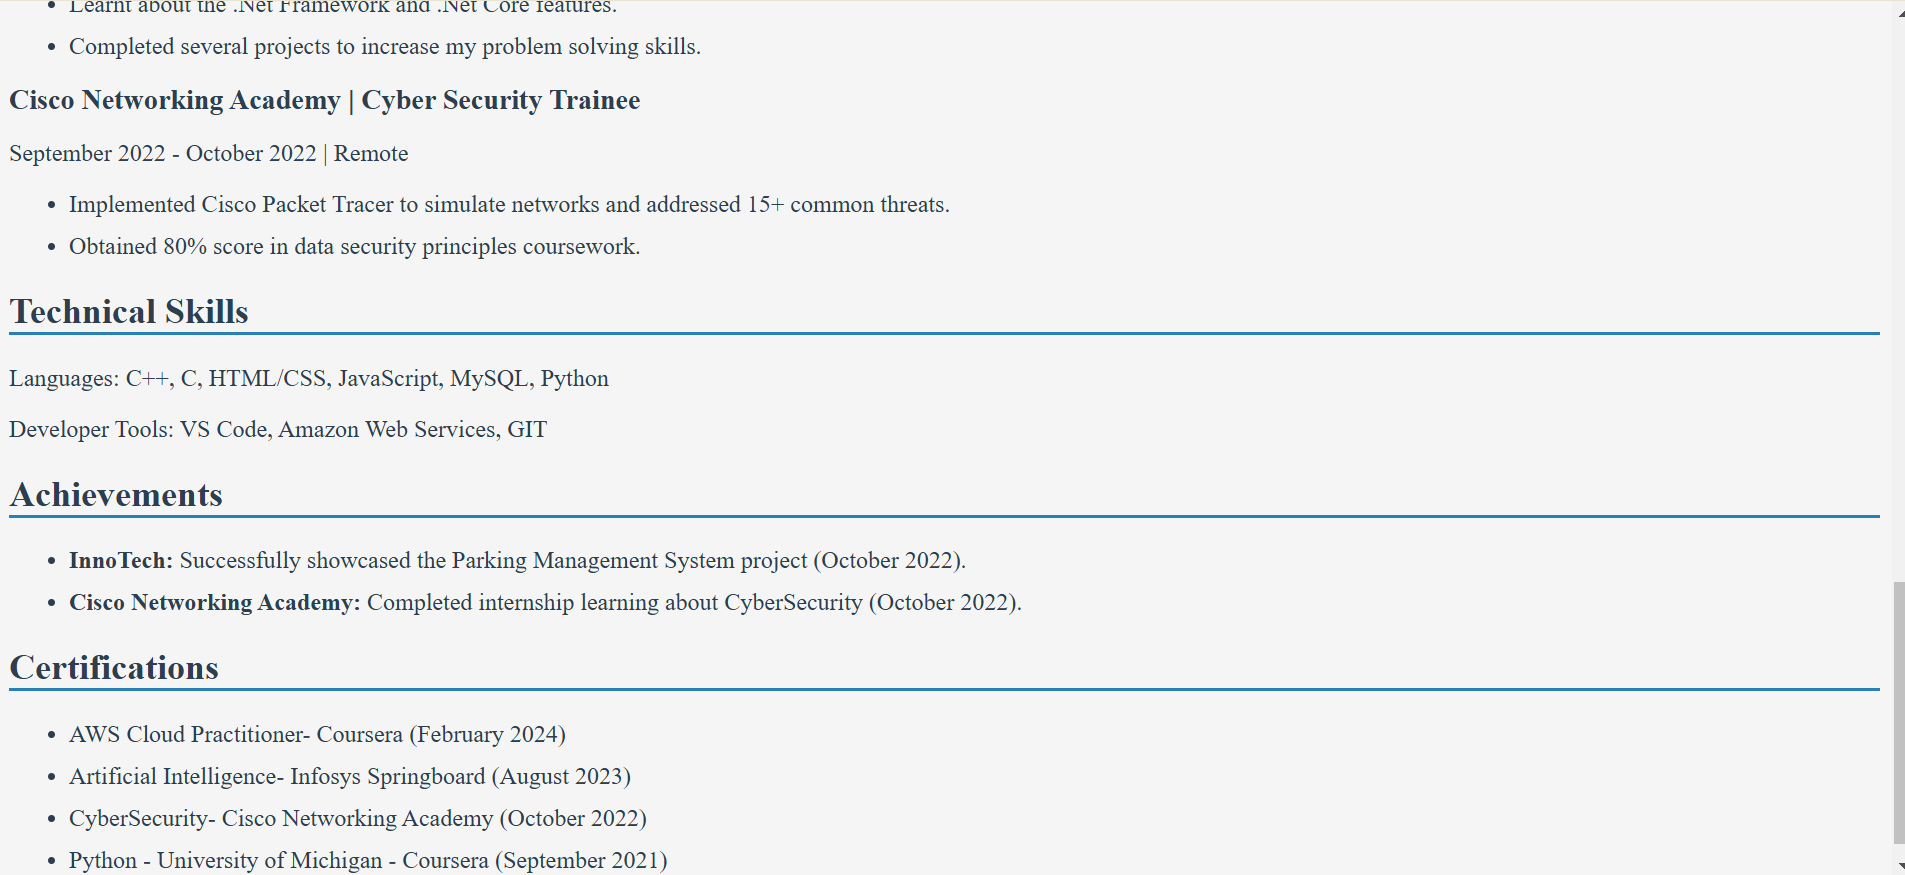 Learnt about the .Net Framework and .Net Core features.
Completed several projects to increase my problem solving skills.
Cisco Networking Academy | Cyber Security Trainee
September 2022 - October 2022 | Remote
Implemented Cisco Packet Tracer to simulate networks and addressed 15+ common threats.
Obtained 80% score in data security principles coursework.
Technical Skills
Languages: C++, C, HTML/CSS, JavaScript, MySQL, Python
Developer Tools: VS Code, Amazon Web Services, GIT
Achievements
InnoTech: Successfully showcased the Parking Management System project (October 2022).
Cisco Networking Academy: Completed internship learning about CyberSecurity (October 2022).
Certifications
AWS Cloud Practitioner- Coursera (February 2024)
Artificial Intelligence- Infosys Springboard (August 2023)
CyberSecurity- Cisco Networking Academy (October 2022)
Python - University of Michigan - Coursera (September 2021)